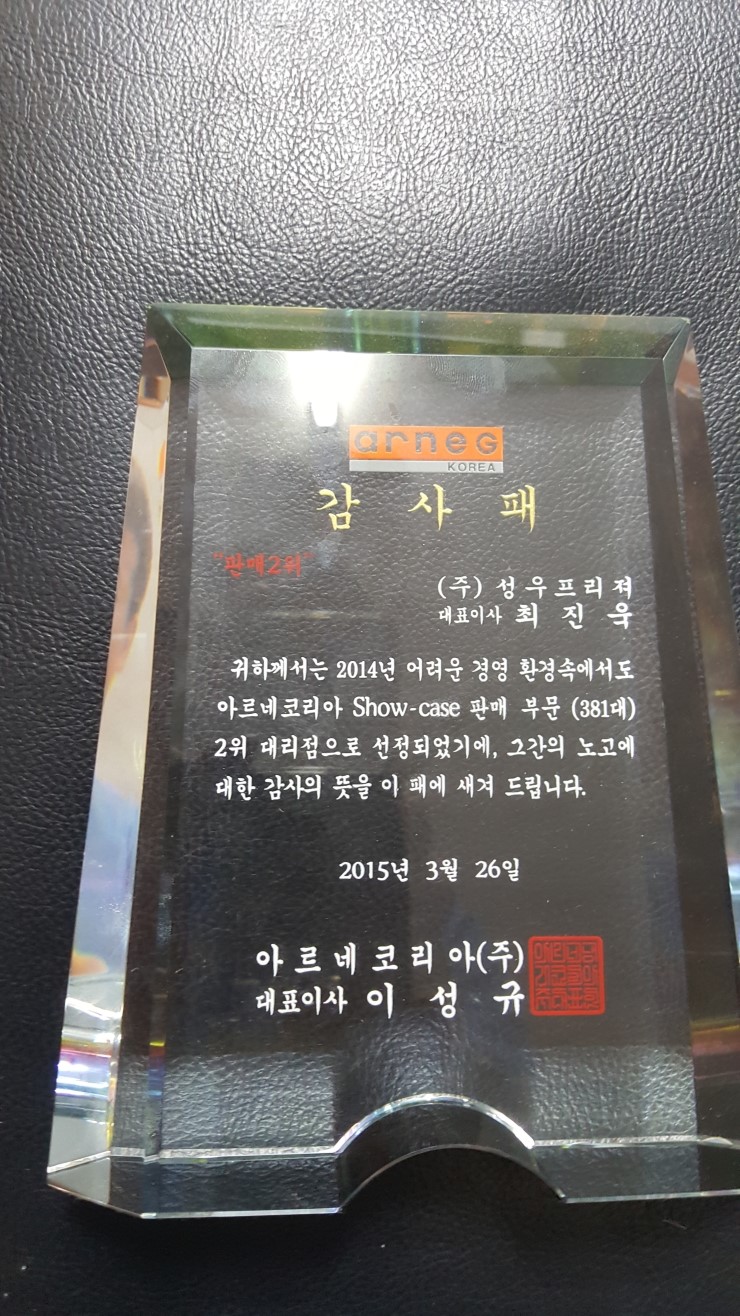 arneG
KOREA
감 사 패
"판매2위"
(주) 성우프리져
대표이사 최 진 욱
귀하께서는 2014년 어려운 경영 환경속에서도
아르네코리아 Show-case 판매 부문 (381대)
2위 대리점으로 선정되었기에, 그간의 노고에
대한 감사의 뜻을 이 패에 새겨 드립니다.
2015년 3월 26일
아르네코리아(주)
대표이사 이 성 규